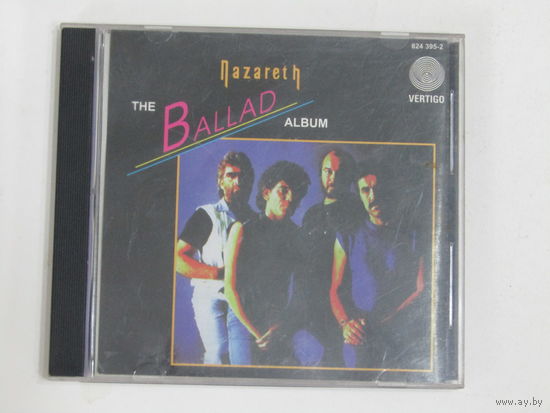 824 395-2
nazareth
VERTIGO
THE BALLAD ALBUM
www.ay.by